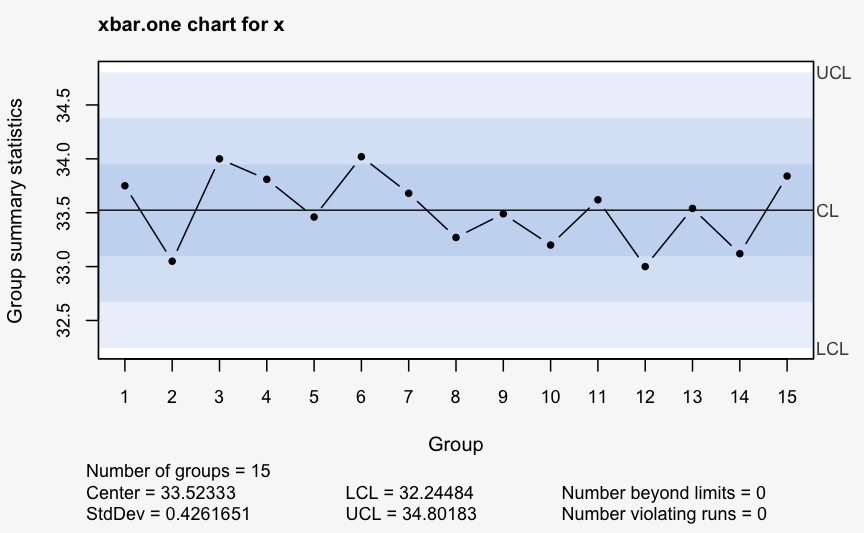 xbar.one chart for x
Group summary statistics
34.5
34.0
33.5
33.0
32.5
UCL
CL
LCL
1 2 3 4 5 6 7 8 9 10 11 12 13 14 15
Group
Number of groups = 15
Center = 33.52333 LCL = 32.24484 Number beyond limits = 0
StdDev = 0.4261651 UCL = 34.80183 Number violating runs = 0